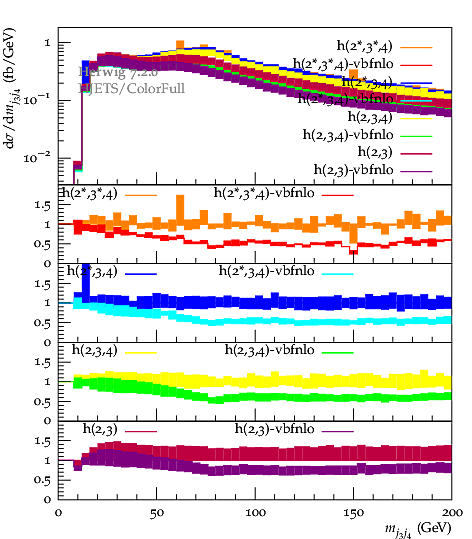 dσ/dm_{j₃j₄} (fb/GeV)
1
10⁻¹
10⁻²
Herwig 7.2.0
HJETS/ColorFull
h(2*,3*,4)
h(2*,3*,4)-vbfnlo
h(2*,3,4)
h(2*,3,4)-vbfnlo
h(2,3,4)
h(2,3,4)-vbfnlo
h(2,3)
h(2,3)-vbfnlo
h(2*,3*,4) h(2*,3*,4)-vbfnlo
1.5
1
0.5
0
h(2*,3,4) h(2*,3,4)-vbfnlo
1.5
1
0.5
0
h(2,3,4) h(2,3,4)-vbfnlo
1.5
1
0.5
0
h(2,3) h(2,3)-vbfnlo
1.5
1
0.5
0
0 50 100 150 200
m_{j₃j₄} (GeV)